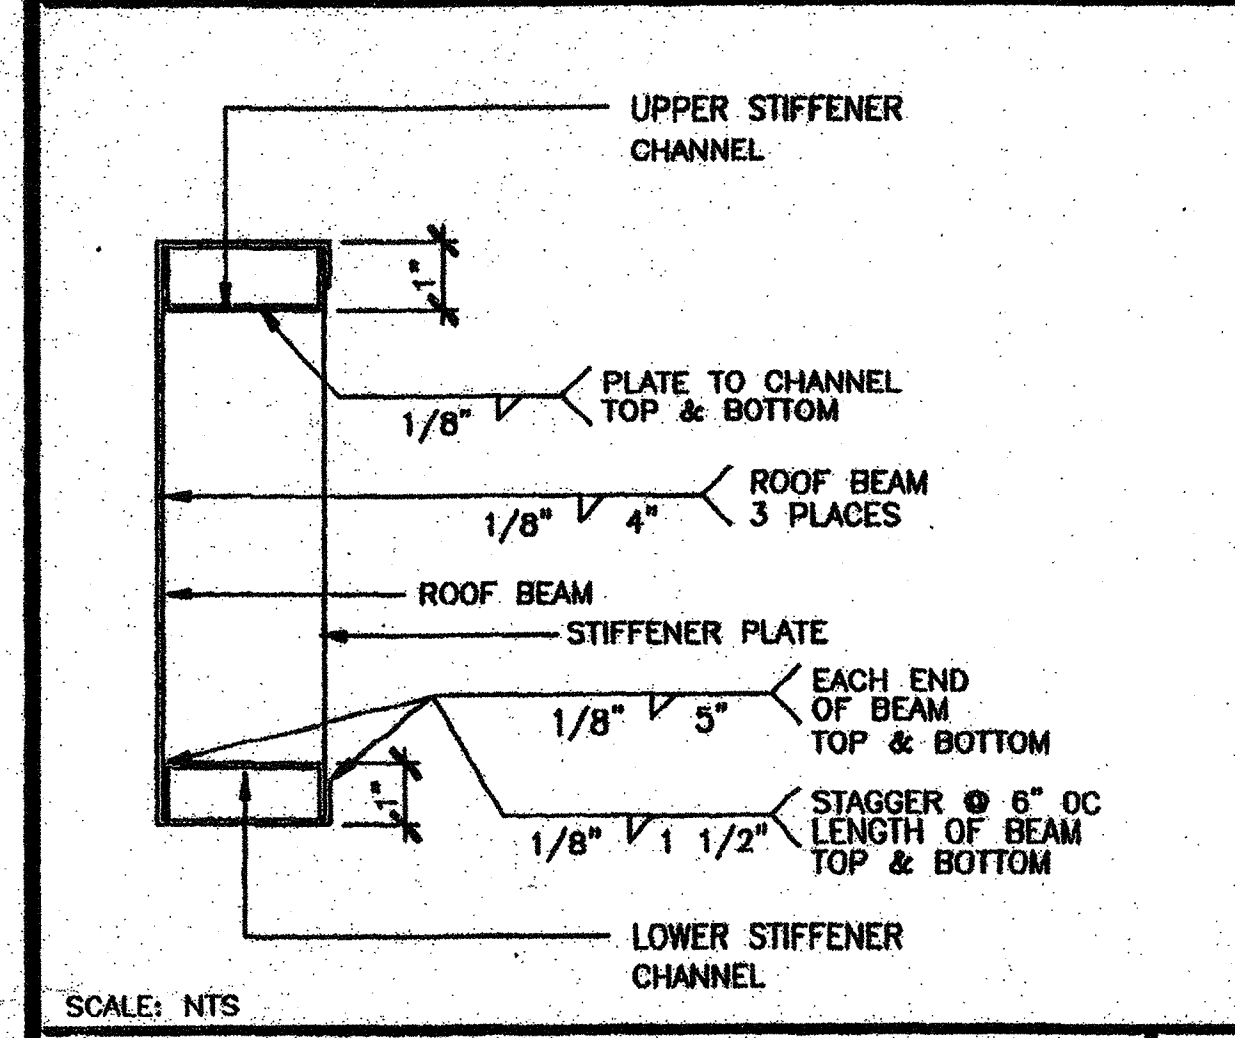 UPPER STIFFENER
CHANNEL
1"
PLATE TO CHANNEL
TOP & BOTTOM
1/8"
ROOF BEAM
3 PLACES
1/8" 4"
ROOF BEAM
STIFFENER PLATE
EACH END
OF BEAM
TOP & BOTTOM
1/8" 5"
1"
STAGGER @ 6" OC
LENGTH OF BEAM
TOP & BOTTOM
1/8" 1 1/2"
LOWER STIFFENER
CHANNEL
SCALE: NTS